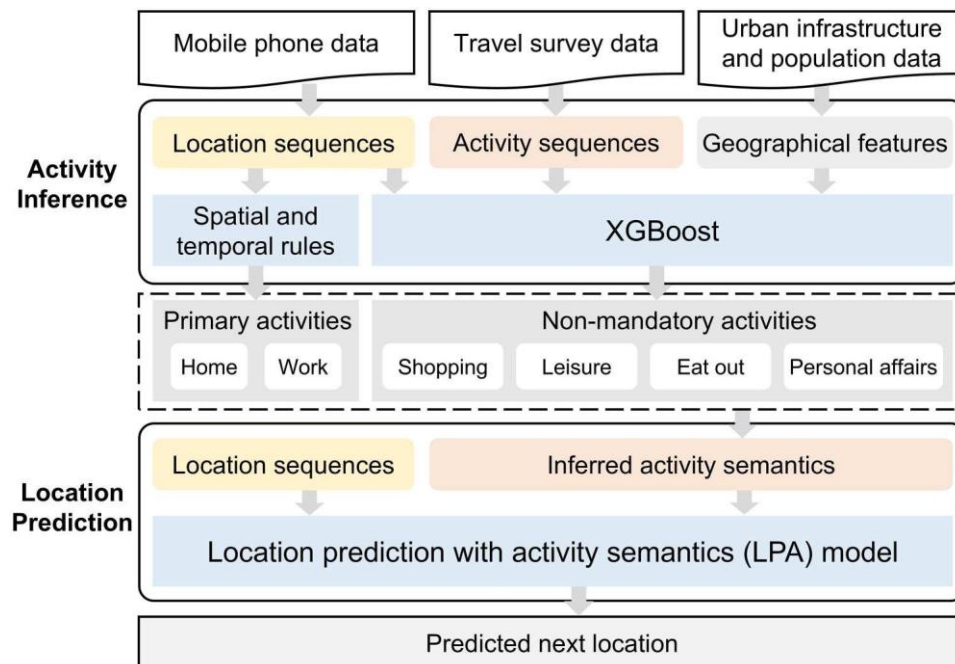 Mobile phone data
Travel survey data
Urban infrastructure
and population data
Activity
Inference
Location sequences
Activity sequences
Geographical features
Spatial and
temporal rules
XGBoost
Primary activities
Home
Work
Non-mandatory activities
Shopping
Leisure
Eat out
Personal affairs
Location
Prediction
Location sequences
Inferred activity semantics
Location prediction with activity semantics (LPA) model
Predicted next location